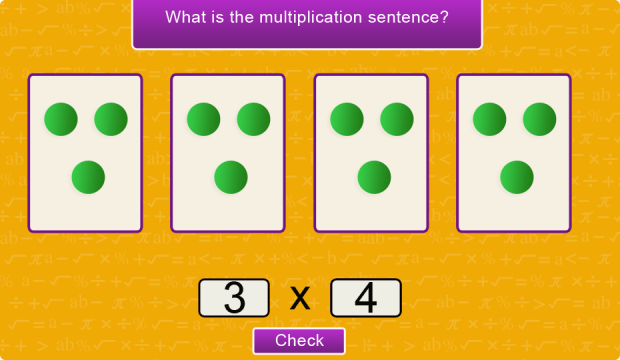 What is the multiplication sentence?
3 x 4
Check